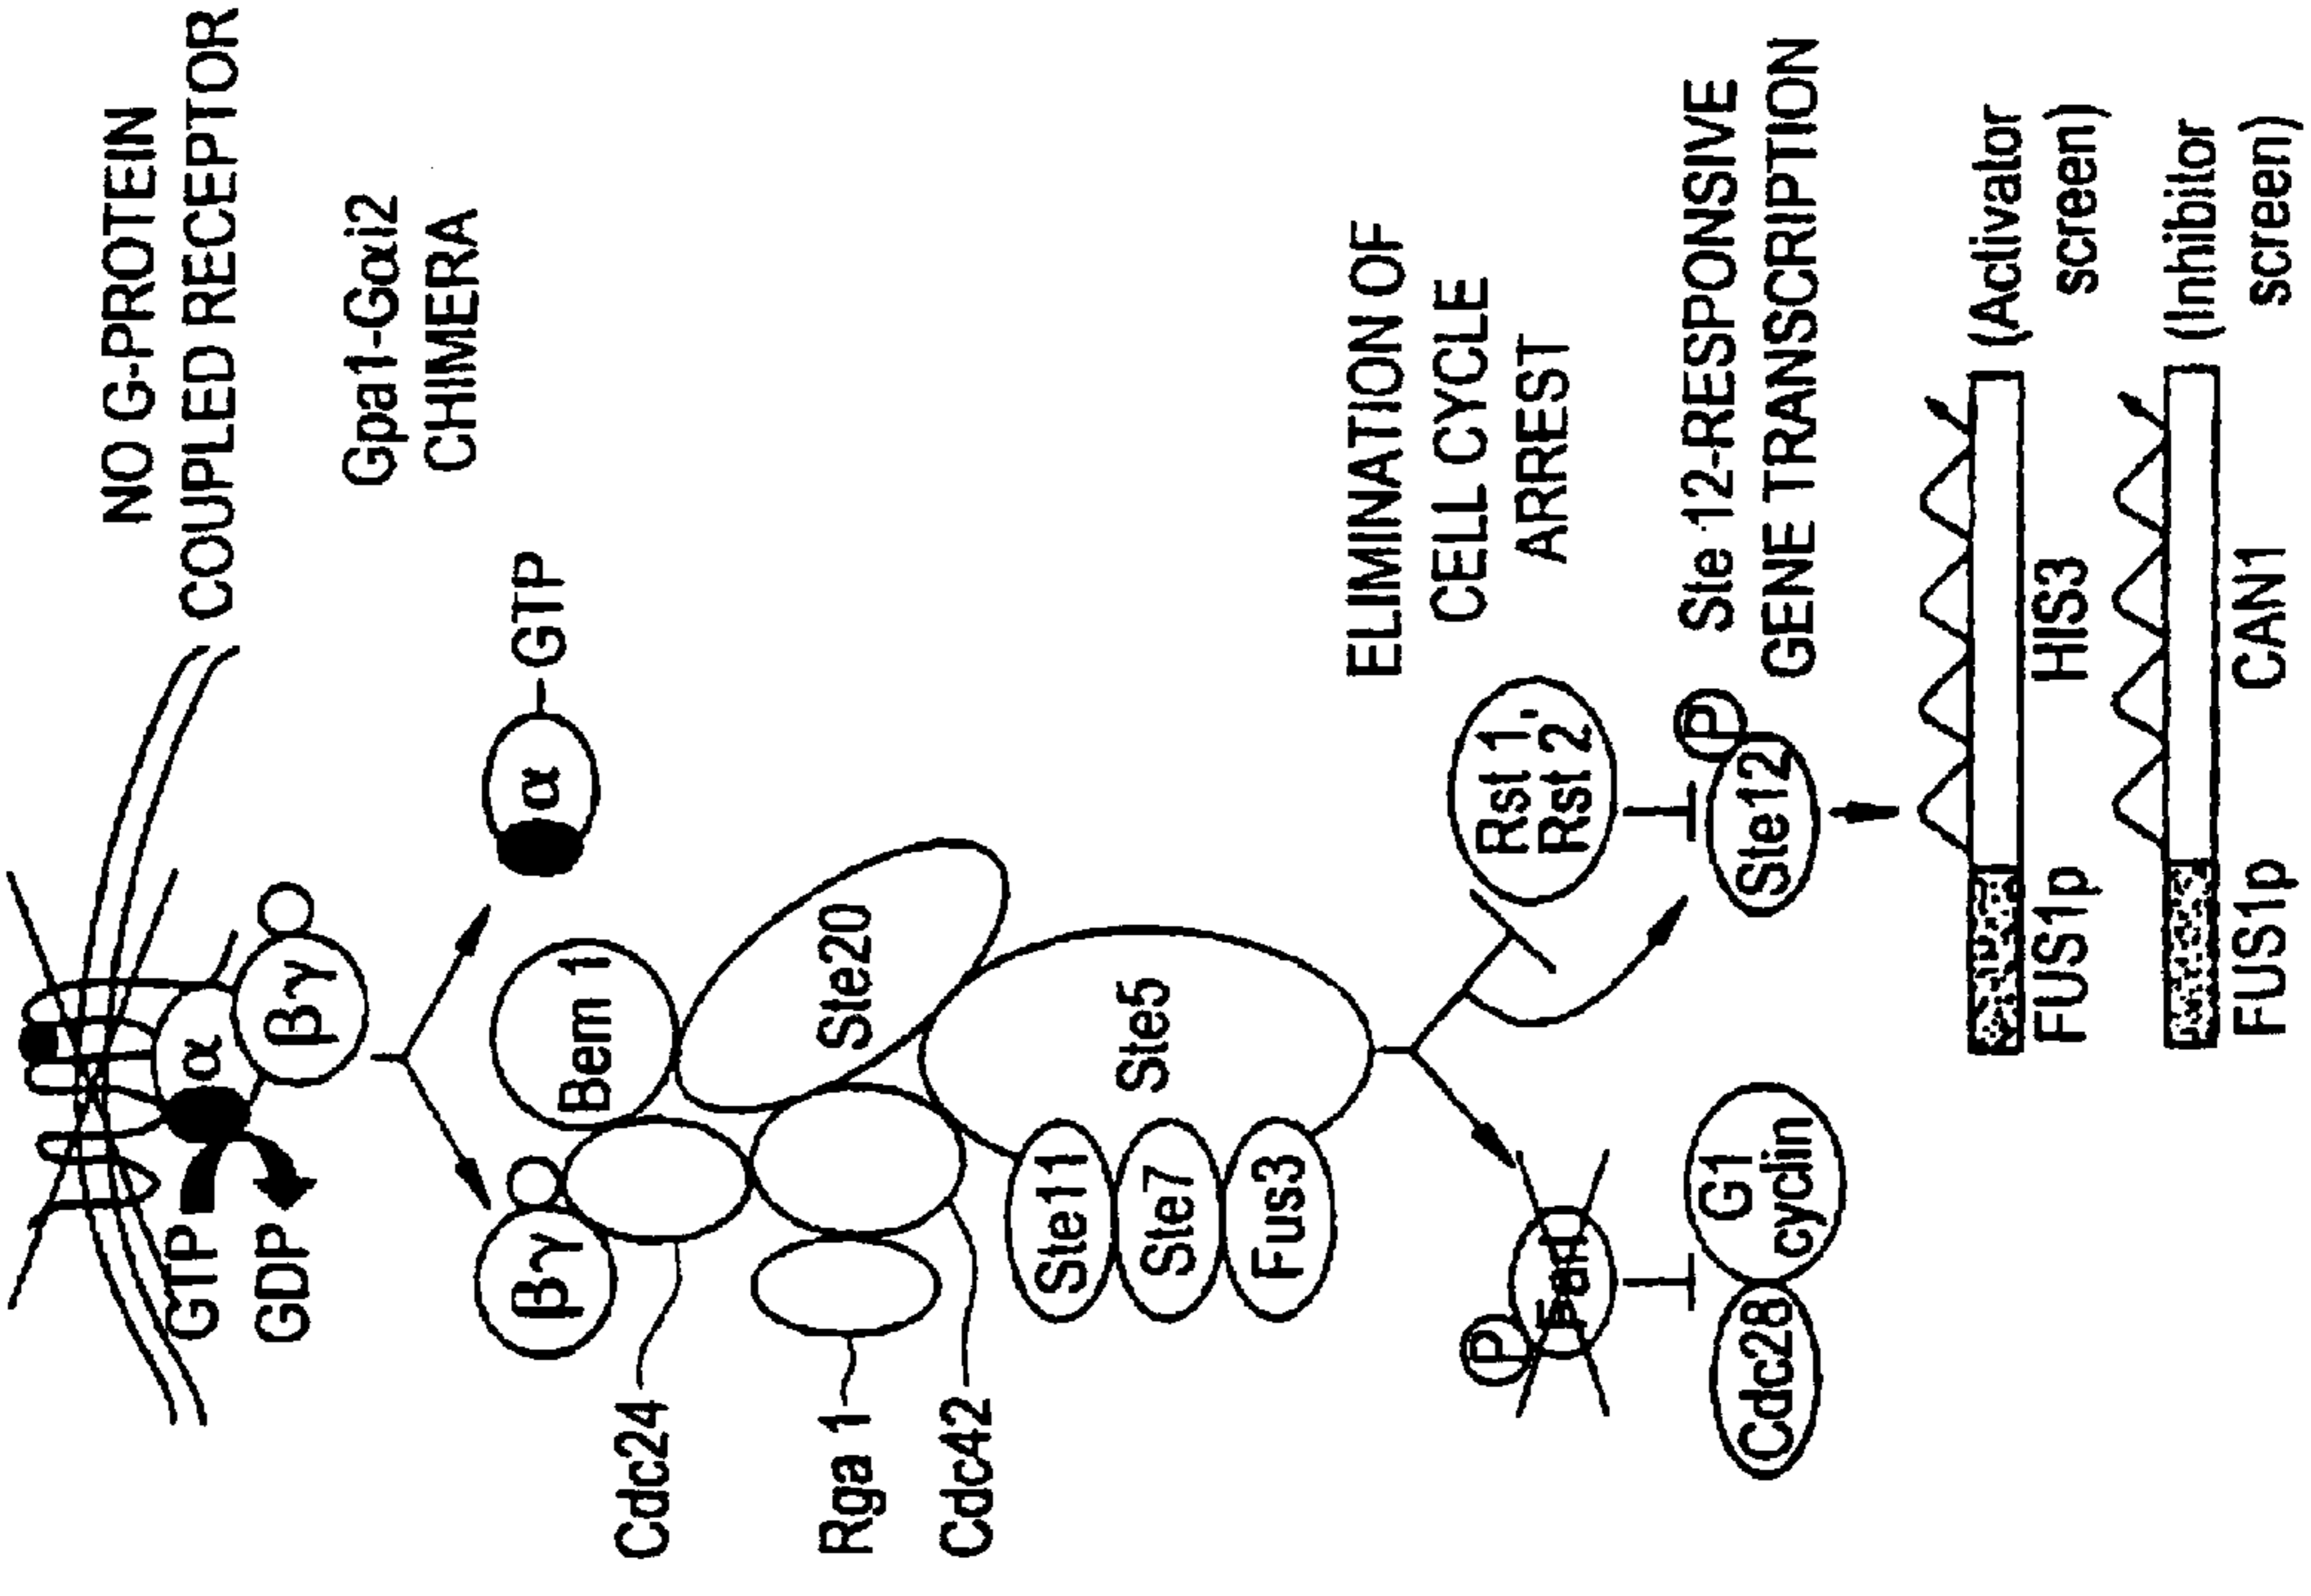 NO G-PROTEIN
COUPLED RECEPTOR
GTP
α
GDP
βγ
Gpa1-Gαi2
CHIMERA
βγ
Bem 1
α
GTP
Cdc24
Rga 1
Ste20
Cdc42
Ste11
Ste5
Ste7
Fus3
ELIMINATION OF
CELL CYCLE
ARREST
P
Rst 1,
Rst 2
P
Cdc28
G1
cyclin
Ste12
Ste 12-RESPONSIVE
GENE TRANSCRIPTION
FUS1p
HIS3
(Activator
screen)
FUS1p
CAN1
(Inhibitor
screen)